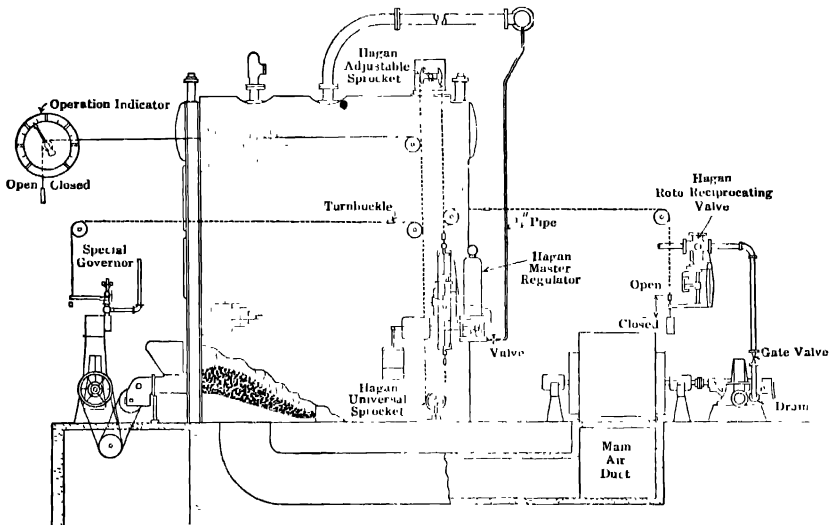 Hagan
Adjustable
Sprocket
Operation Indicator
Open Closed
Turnbuckle
Hagan
Roto Reciprocating
Valve
Pipe
Special
Governor
Hagan
Master
Regulator
Open
Closed
Valve
Gate Valve
Hagan
Universal
Sprocket
Drain
Main
Air
Duct